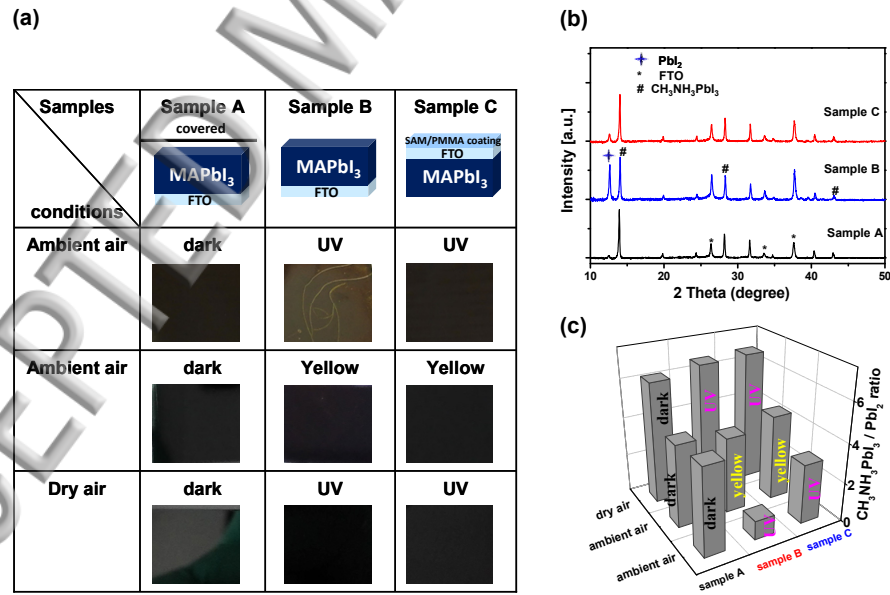 (a)
Samples
conditions
Sample A
covered
MAPbI3
FTO
Sample B
MAPbI3
FTO
Sample C
SAM/PMMA coating
FTO
MAPbI3
Ambient air
dark
UV
UV
Ambient air
dark
Yellow
Yellow
Dry air
dark
UV
UV
(b)
PbI2
* FTO
# CH3NH3PbI3
Sample C
#
#
Sample B
#
Sample A
*
*
*
Intensity [a.u.]
10 20 30 40 50
2 Theta (degree)
(c)
dark
UV
UV
dark
yellow
yellow
dark
UV
UV
6
4
2
0
CH3NH3PbI3 / PbI2 ratio
dry air
ambient air
ambient air
sample A
sample B
sample C
EPTED MA